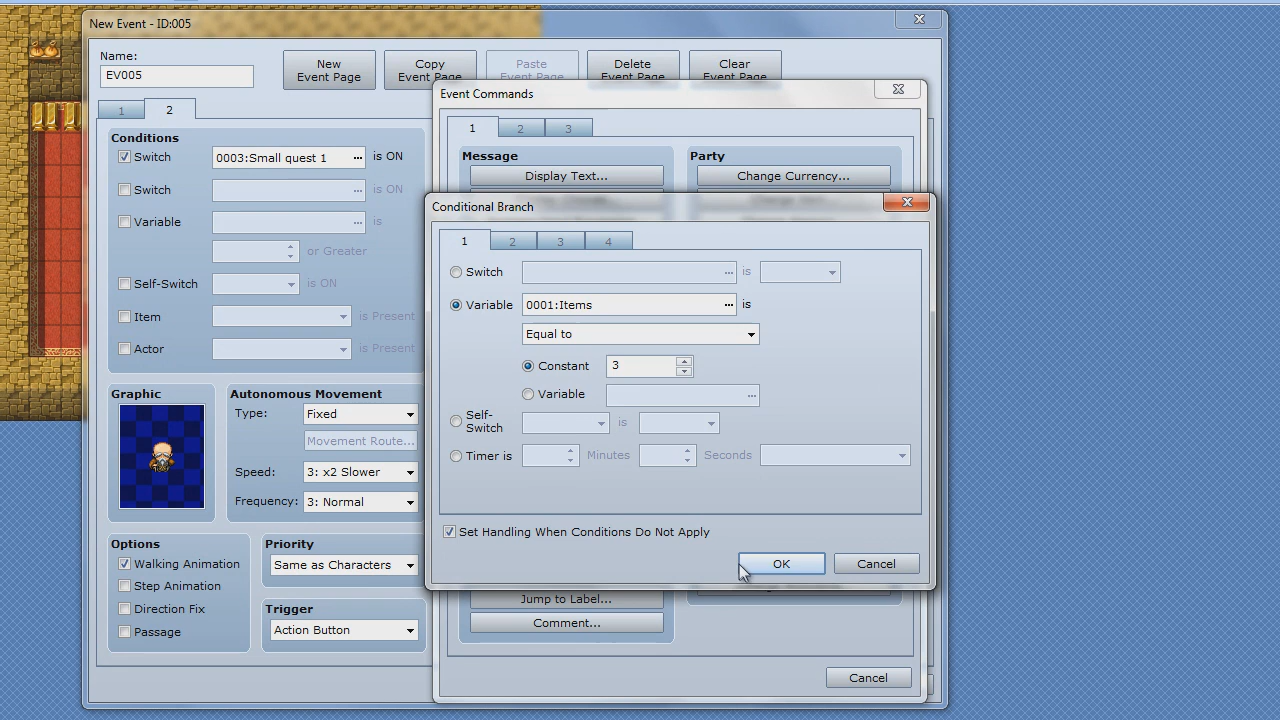 New Event - ID:005
Name:
EV005
New Event Page
Copy Event Page
Paste Event Page
Delete Event Page
Clear Event Page
1
2
Conditions
Switch 0003:Small quest 1 ... is ON
Switch ... is ON
Variable ... is
or Greater
Self-Switch is ON
Item is Present
Actor is Present
Graphic
Autonomous Movement
Type: Fixed
Movement Route...
Speed: 3: x2 Slower
Frequency: 3: Normal
Options
Walking Animation
Step Animation
Direction Fix
Passage
Priority
Same as Characters
Trigger
Action Button
Event Commands
1 2 3
Message
Display Text...
Party
Change Currency...
Conditional Branch
1 2 3 4
Switch ... is
Variable 0001:Items ... is
Equal to
Constant 3
Variable ...
Self-Switch is
Timer is Minutes Seconds
Set Handling When Conditions Do Not Apply
OK
Cancel
Jump to Label...
Comment...
Cancel